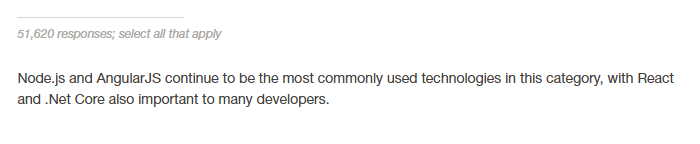 51,620 responses; select all that apply
Node.js and AngularJS continue to be the most commonly used technologies in this category, with React
and .Net Core also important to many developers.